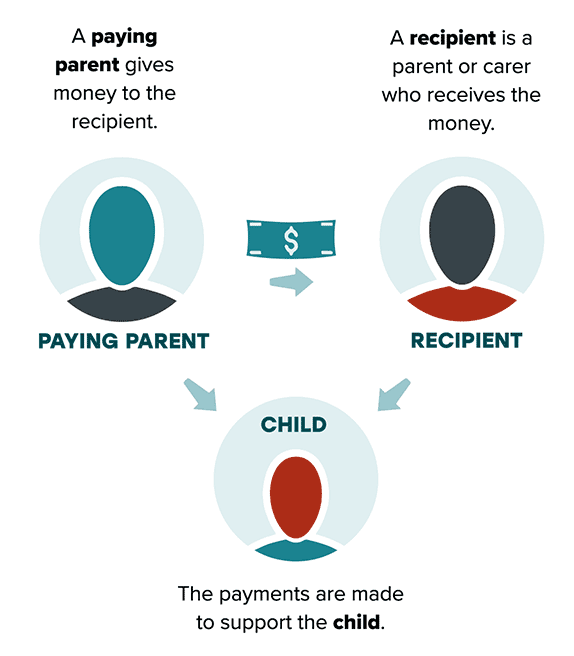 A paying
parent gives
money to the
recipient.
A recipient is a
parent or carer
who receives the
money.
$
PAYING PARENT
RECIPIENT
CHILD
The payments are made
to support the child.